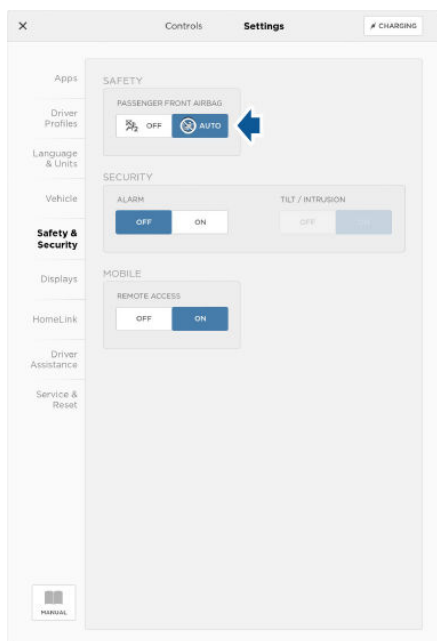 Controls
Settings
CHARGING
Apps
Driver
Profiles
Language
& Units
Vehicle
Safety &
Security
Displays
HomeLink
Driver
Assistance
Service &
Reset
MANUAL
SAFETY
PASSENGER FRONT AIRBAG
OFF
AUTO
SECURITY
ALARM
OFF
ON
TILT / INTRUSION
OFF
ON
MOBILE
REMOTE ACCESS
OFF
ON